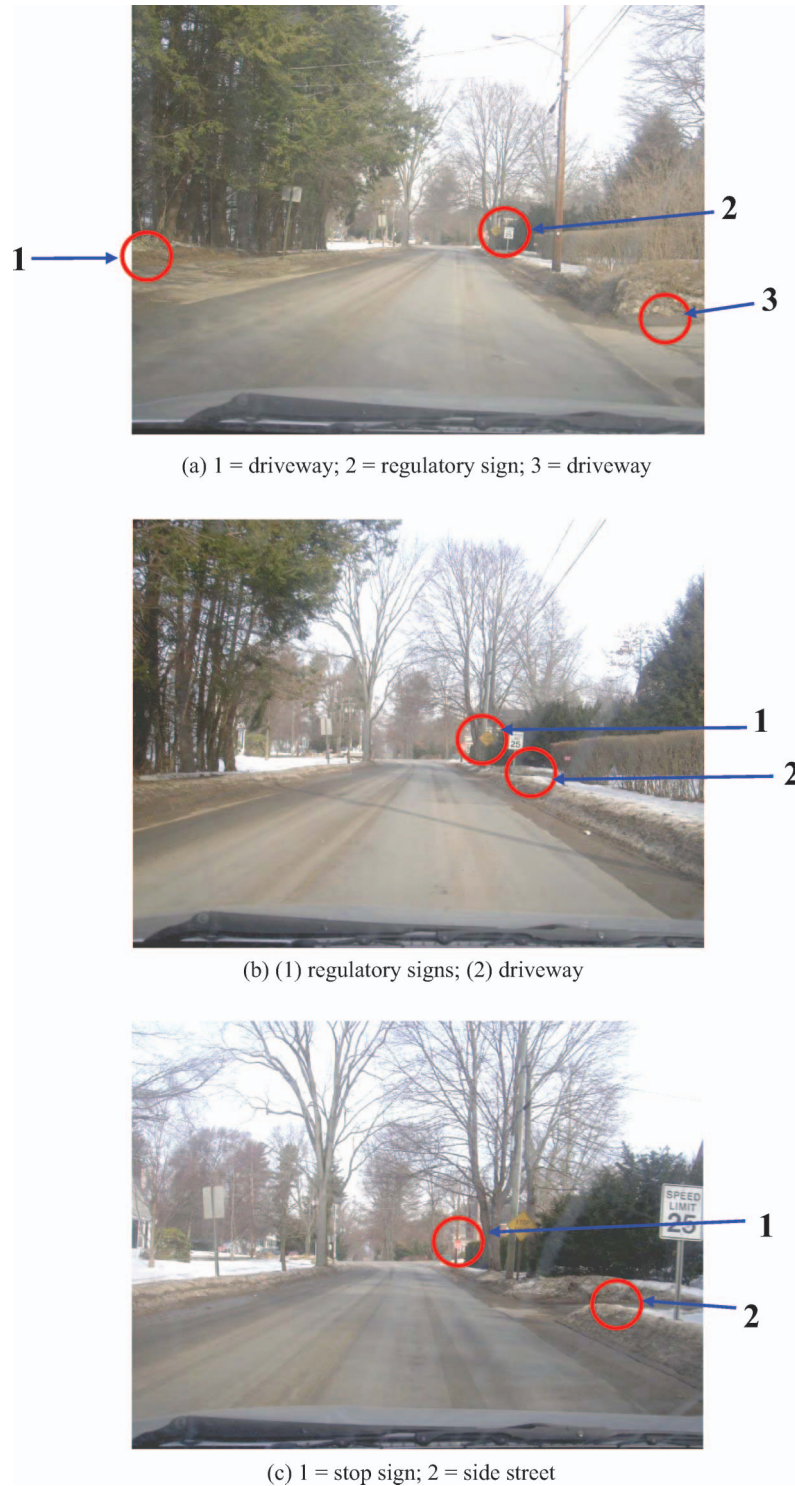 1
2
3
(a) 1 = driveway; 2 = regulatory sign; 3 = driveway
25
1
2
(b) (1) regulatory signs; (2) driveway
SPEED
LIMIT
25
1
2
(c) 1 = stop sign; 2 = side street